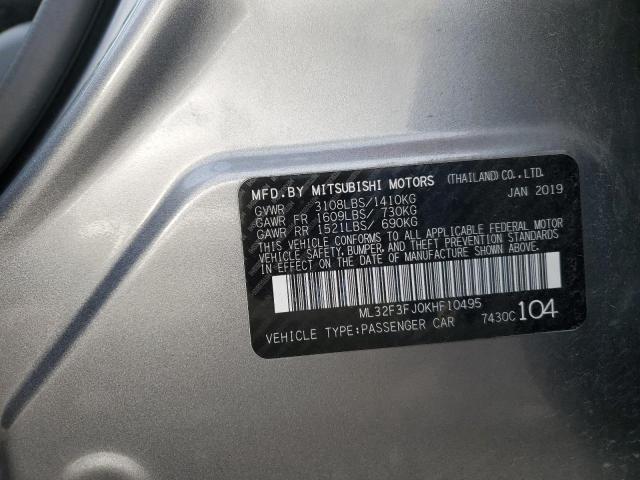 MFD.BY MITSUBISHI MOTORS (THAILAND) CO.,LTD.
GVWR 3108LBS/1410KG JAN 2019
GAWR FR 1609LBS/ 730KG
GAWR RR 1521LBS/ 690KG
THIS VEHICLE CONFORMS TO ALL APPLICABLE FEDERAL MOTOR
VEHICLE SAFETY, BUMPER, AND THEFT PREVENTION STANDARDS
IN EFFECT ON THE DATE OF MANUFACTURE SHOWN ABOVE.
ML32F3FJ0KHF10495
VEHICLE TYPE:PASSENGER CAR 7430C 104